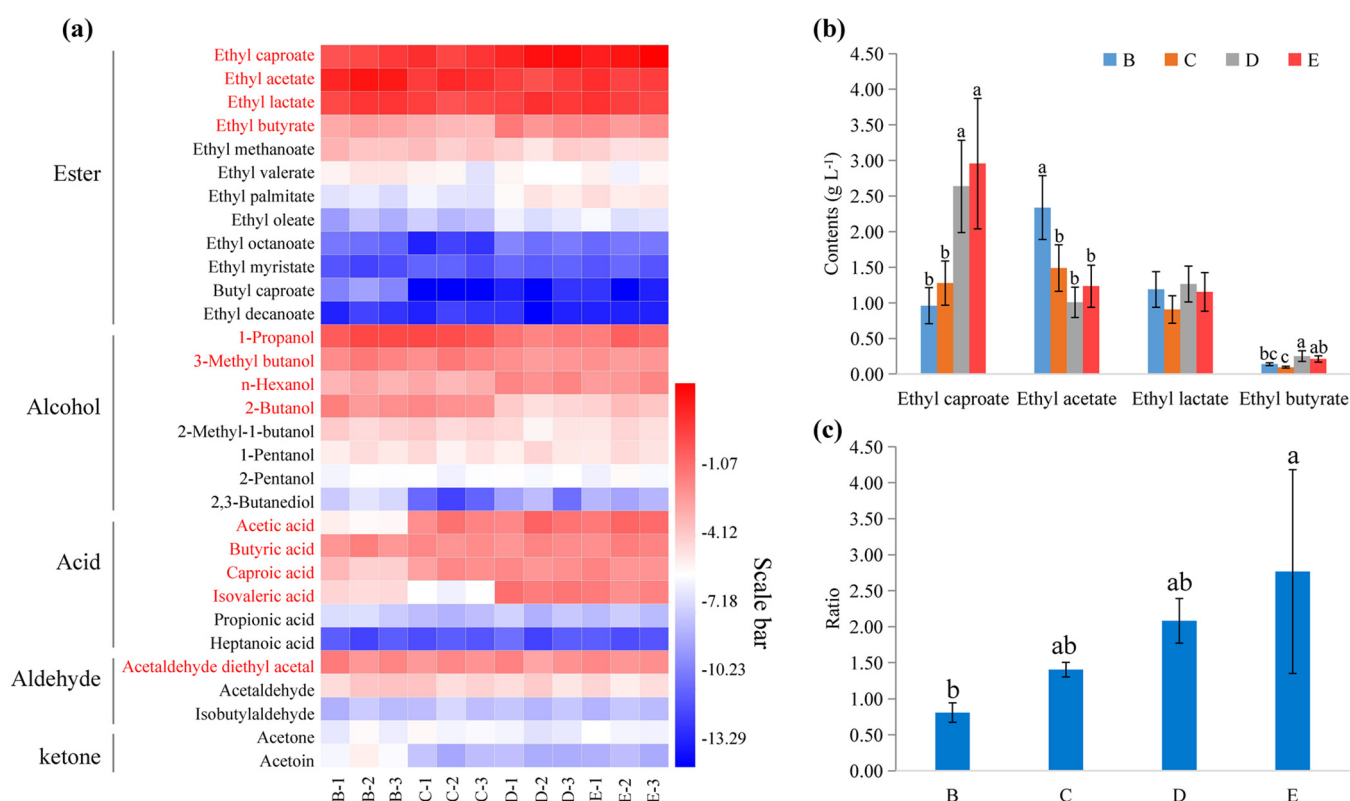 (a)
Ester
Ethyl caproate
Ethyl acetate
Ethyl lactate
Ethyl butyrate
Ethyl methanoate
Ethyl valerate
Ethyl palmitate
Ethyl oleate
Ethyl octanoate
Ethyl myristate
Butyl caproate
Ethyl decanoate
Alcohol
1-Propanol
3-Methyl butanol
n-Hexanol
2-Butanol
2-Methyl-1-butanol
1-Pentanol
2-Pentanol
2,3-Butanediol
Acid
Acetic acid
Butyric acid
Caproic acid
Isovaleric acid
Propionic acid
Heptanoic acid
Aldehyde
Acetaldehyde diethyl acetal
Acetaldehyde
Isobutylaldehyde
ketone
Acetone
Acetoin
B-1 B-2 B-3 C-1 C-2 C-3 D-1 D-2 D-3 E-1 E-2 E-3
-1.07
-4.12
-7.18
-10.23
-13.29
Scale bar
(b)
B C D E
Contents (g L⁻¹)
4.50
4.00
3.50
3.00
2.50
2.00
1.50
1.00
0.50
0.00
b b a a
a b b b
bc c a ab
Ethyl caproate Ethyl acetate Ethyl lactate Ethyl butyrate
(c)
Ratio
4.50
4.00
3.50
3.00
2.50
2.00
1.50
1.00
0.50
0.00
b ab ab a
B C D E